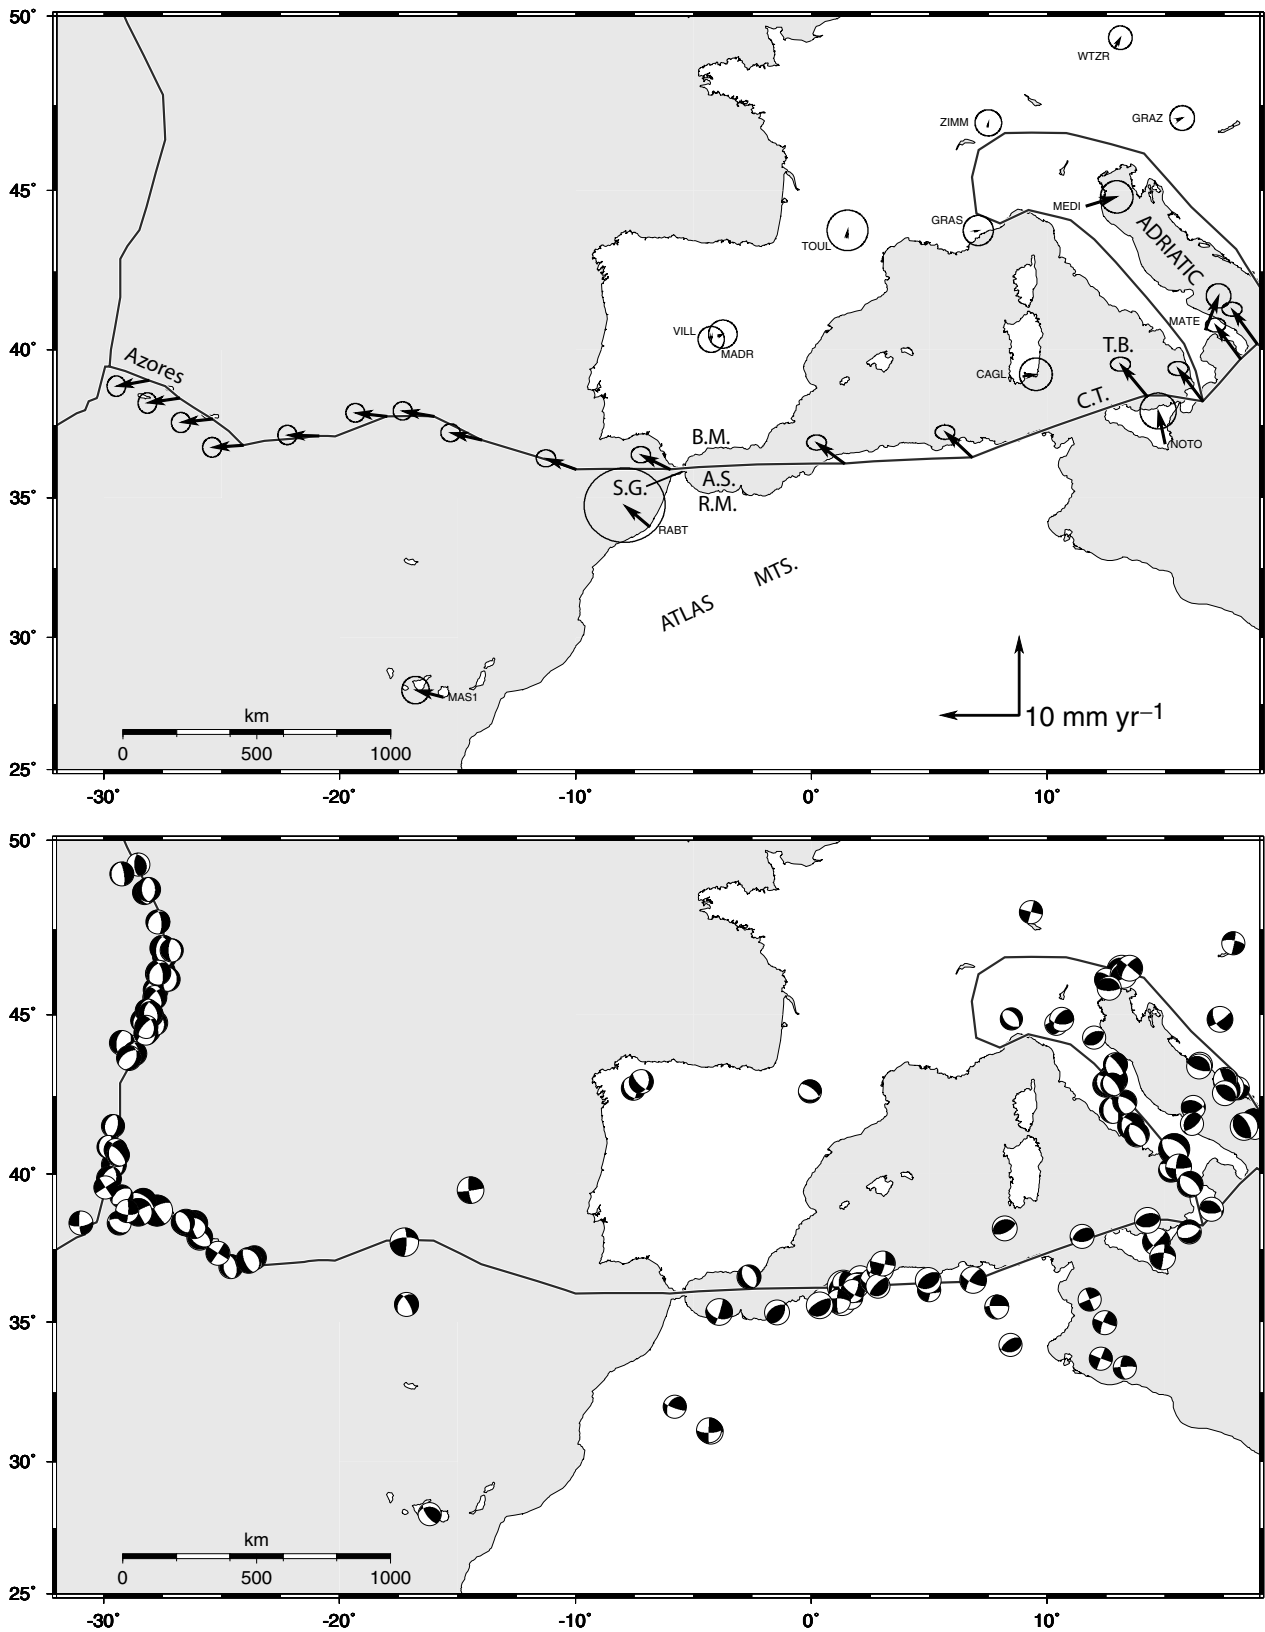 50°
WTZR
ZIMM
GRAZ
45°
MEDI
GRAS
TOUL
ADRIATIC
MATE
VILL
MADR
40°
Azores
T.B.
CAGL
C.T.
B.M.
NOTO
A.S.
S.G.
35°
R.M.
RABT
MTS.
ATLAS
30°
MAS1
km
10 mm yr−1
0 500 1000
25°
-30° -20° -10° 0° 10°
50°
45°
40°
35°
30°
km
0 500 1000
25°
-30° -20° -10° 0° 10°